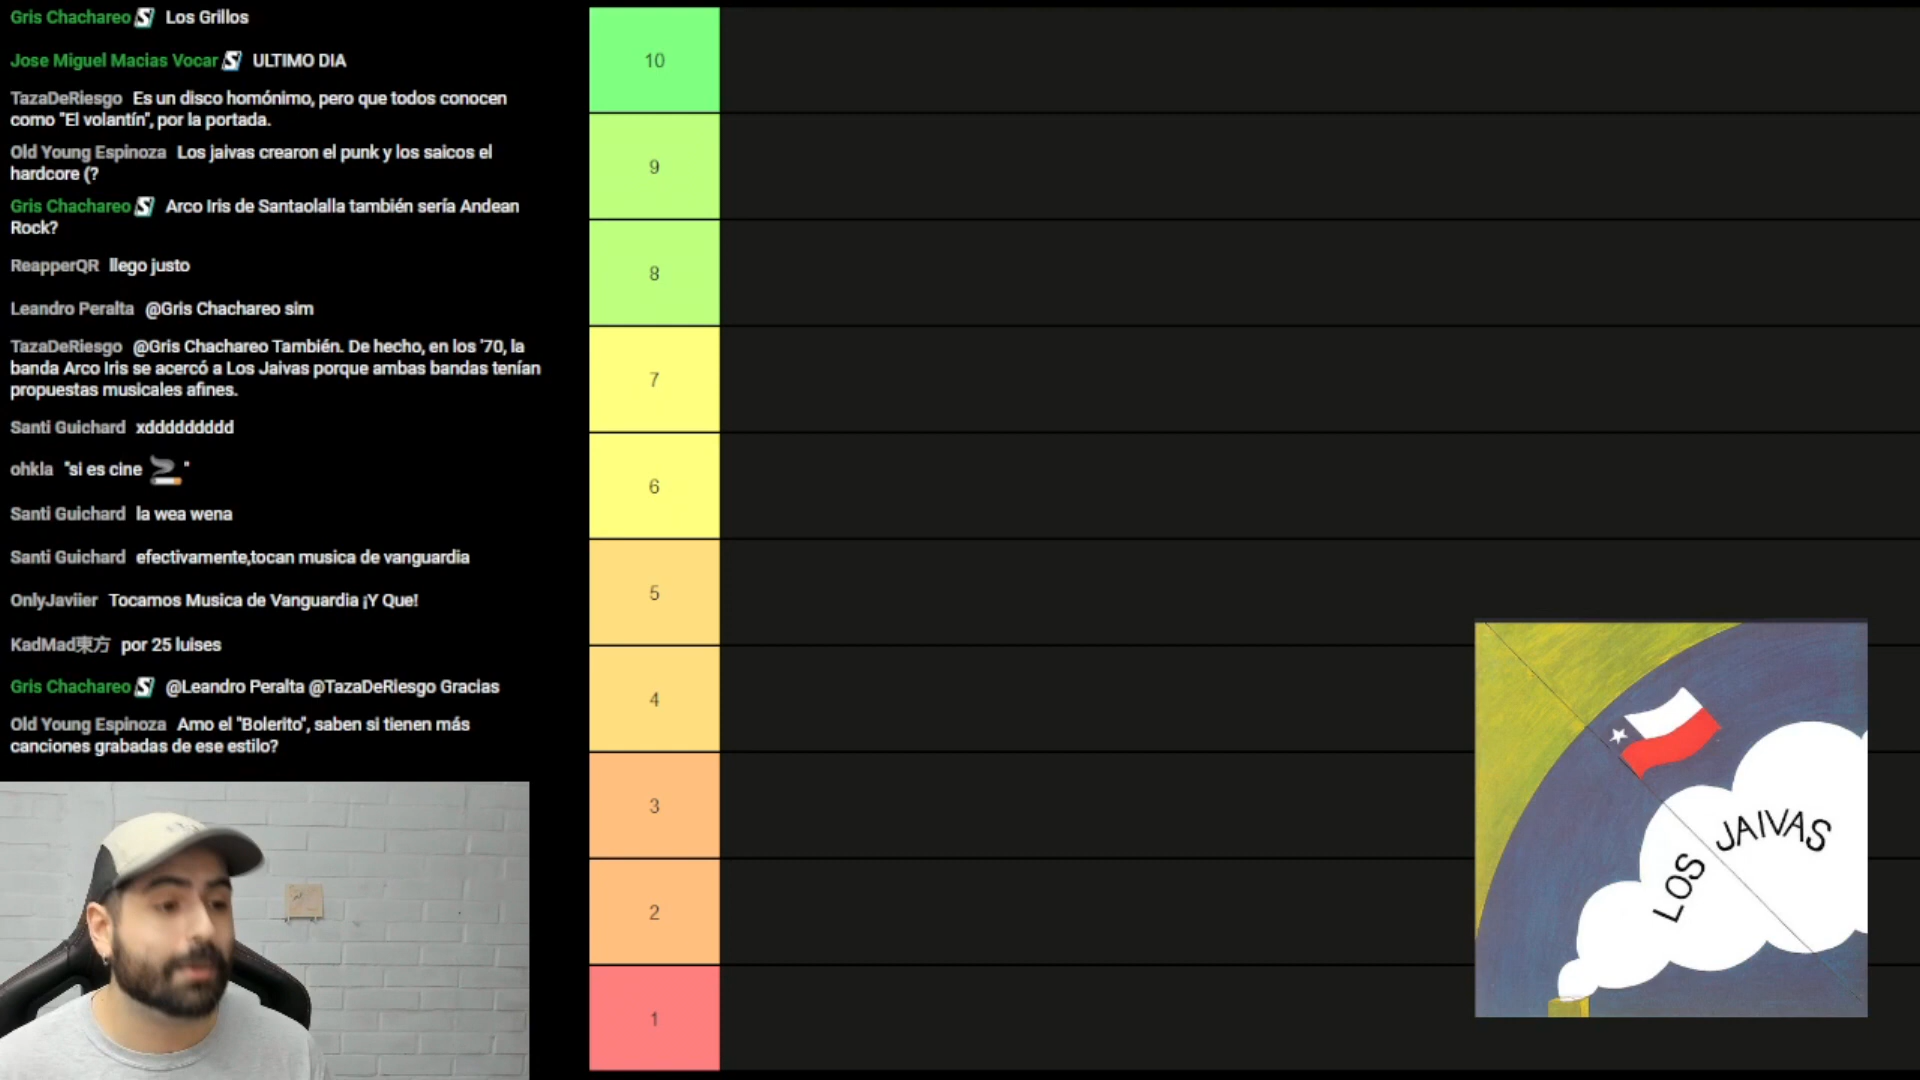 Gris Chachareo Los Grillos
Jose Miguel Macias Vocar ULTIMO DIA
TazaDeRiesgo Es un disco homónimo, pero que todos conocen
como "El volantín", por la portada.
Old Young Espinoza Los jaivas crearon el punk y los saicos el
hardcore (?
Gris Chachareo Arco Iris de Santaolalla también sería Andean
Rock?
ReapperQR llego justo
Leandro Peralta @Gris Chachareo sim
TazaDeRiesgo @Gris Chachareo También. De hecho, en los '70, la
banda Arco Iris se acercó a Los Jaivas porque ambas bandas tenían
propuestas musicales afines.
Santi Guichard xddddddddd
ohkla "si es cine 🚬"
Santi Guichard la wea wena
Santi Guichard efectivamente,tocan musica de vanguardia
OnlyJaviier Tocamos Musica de Vanguardia ¡Y Que!
KadMad東方 por 25 luises
Gris Chachareo @Leandro Peralta @TazaDeRiesgo Gracias
Old Young Espinoza Amo el "Bolerito", saben si tienen más
canciones grabadas de ese estilo?
10
9
8
7
6
5
4
3
2
1
LOS JAIVAS